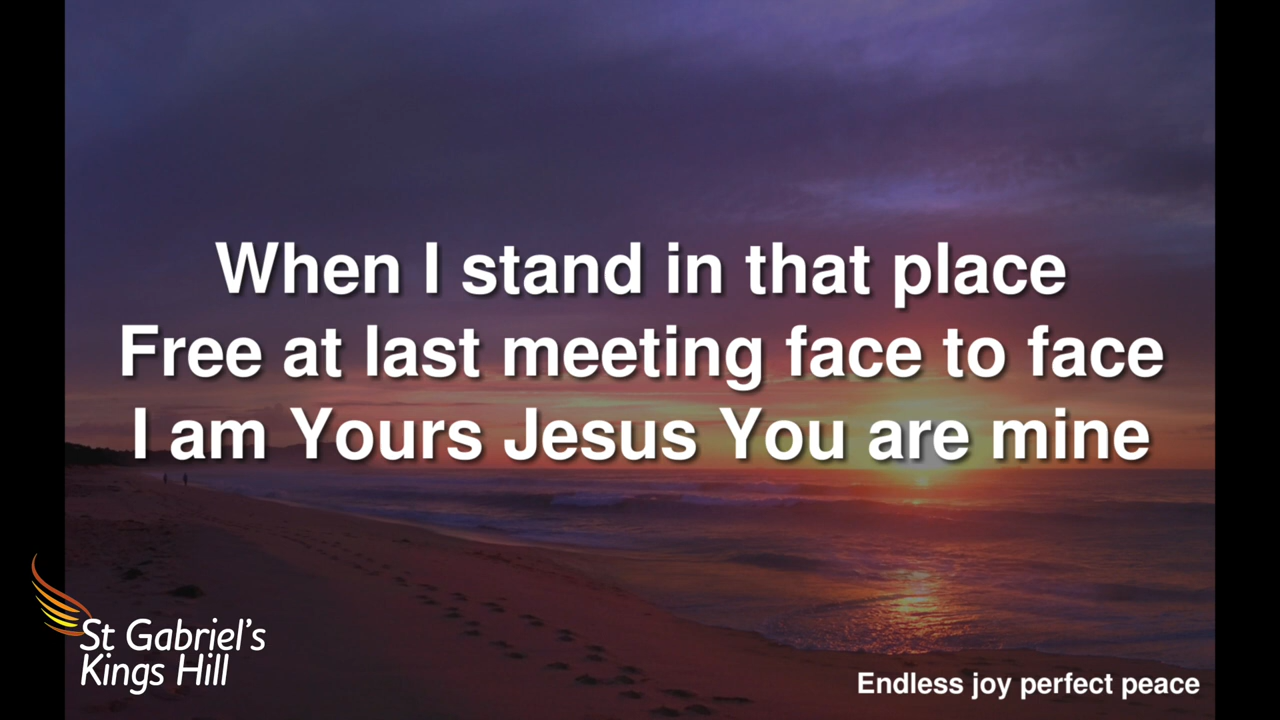 When I stand in that place
Free at last meeting face to face
I am Yours Jesus You are mine
St Gabriel's
Kings Hill
Endless joy perfect peace